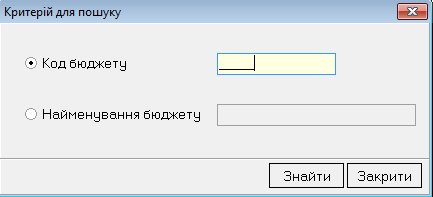 Критерій для пошуку
Код бюджету
Найменування бюджету
Знайти Закрити